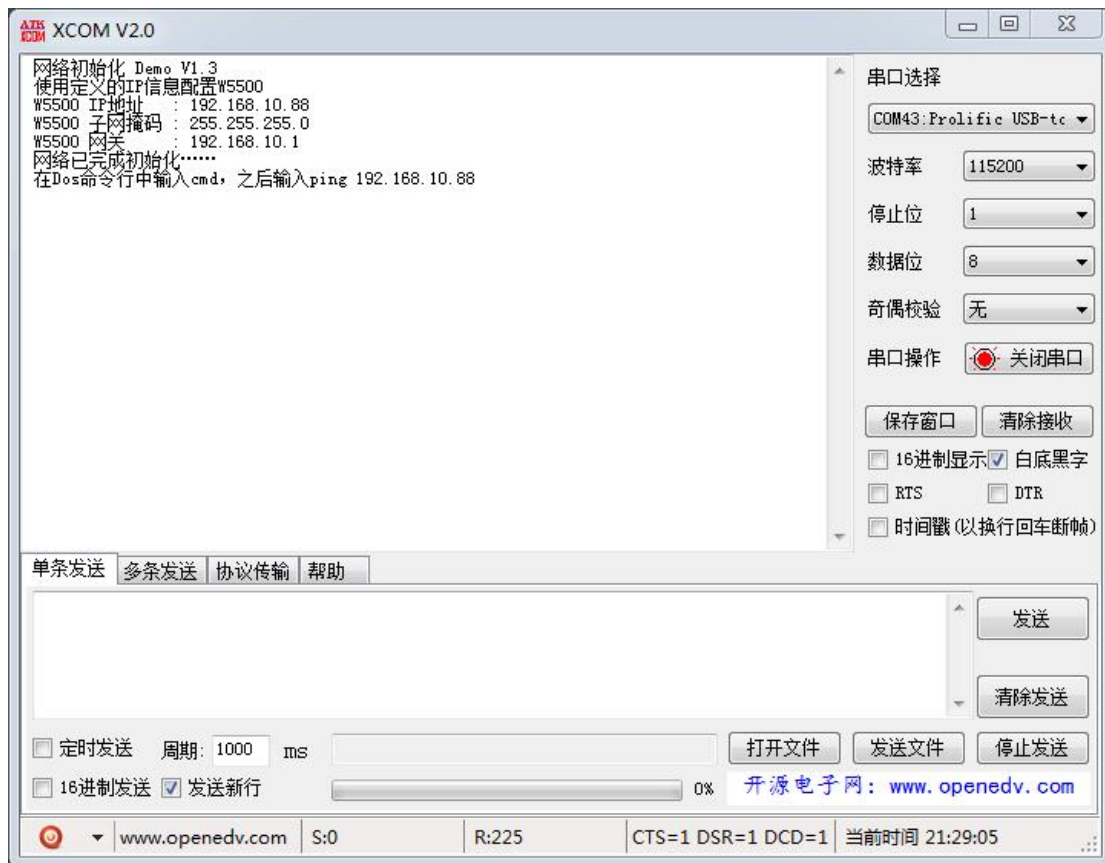 ATK XCOM XCOM V2.0
网络初始化 Demo V1.3
使用定义的IP信息配置W5500
W5500 IP地址 : 192.168.10.88
W5500 子网掩码 : 255.255.255.0
W5500 网关 : 192.168.10.1
网络已完成初始化……
在Dos命令行中输入cmd，之后输入ping 192.168.10.88
串口选择
COM43:Prolific USB-tc
波特率 115200
停止位 1
数据位 8
奇偶校验 无
串口操作 关闭串口
保存窗口 清除接收
16进制显示 白底黑字
RTS DTR
时间戳(以换行回车断帧)
单条发送 多条发送 协议传输 帮助
发送
清除发送
定时发送 周期: 1000 ms 打开文件 发送文件 停止发送
16进制发送 发送新行 0% 开源电子网: www.openedv.com
www.openedv.com S:0 R:225 CTS=1 DSR=1 DCD=1 当前时间 21:29:05